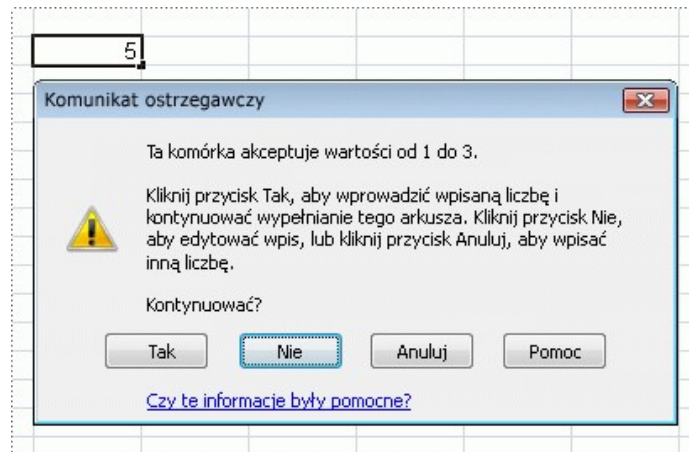 5
Komunikat ostrzegawczy
Ta komórka akceptuje wartości od 1 do 3.
Kliknij przycisk Tak, aby wprowadzić wpisaną liczbę i
kontynuować wypełnianie tego arkusza. Kliknij przycisk Nie,
aby edytować wpis, lub kliknij przycisk Anuluj, aby wpisać
inną liczbę.
Kontynuować?
Tak Nie Anuluj Pomoc
Czy te informacje były pomocne?